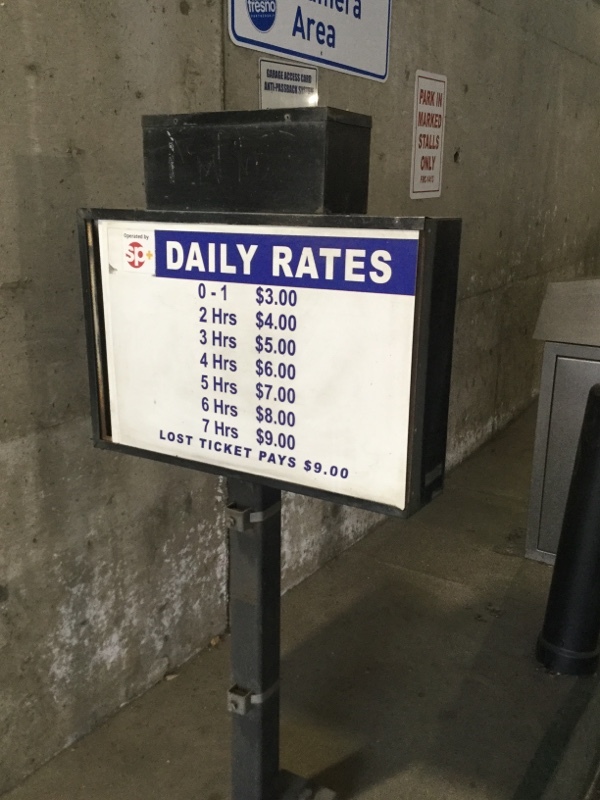 fresno
Area
GARAGE ACCESS CARD
ANTI-PASSBACK SYSTEM
PARK IN
MARKED
STALLS
ONLY
Operated by
sp+
DAILY RATES
0 - 1 $3.00
2 Hrs $4.00
3 Hrs $5.00
4 Hrs $6.00
5 Hrs $7.00
6 Hrs $8.00
7 Hrs $9.00
LOST TICKET PAYS $9.00